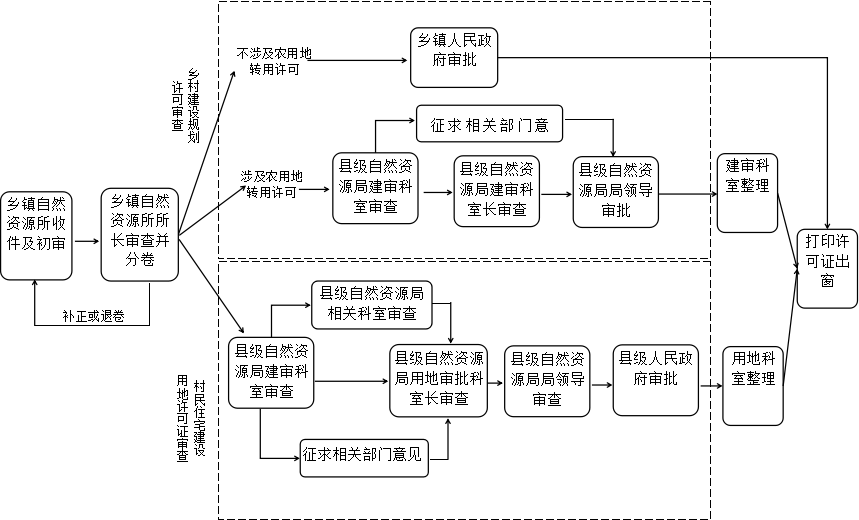 乡镇自然
资源所收
件及初审
乡镇自然
资源所所
长审查并
分卷
补正或退卷
乡村建设规划
许可审查
不涉及农用地
转用许可
乡镇人民政
府审批
涉及农用地
转用许可
县级自然资
源局建审科
室审查
征求相关部门意
县级自然资
源局建审科
室长审查
县级自然资
源局局领导
审批
建审科
室整理
打印许
可证出
窗
村民住宅建设
用地许可证审查
县级自然资
源局建审科
室审查
县级自然资源局
相关科室审查
征求相关部门意见
县级自然资源
局用地审批科
室长审查
县级自然资
源局局领导
审查
县级人民政
府审批
用地科
室整理